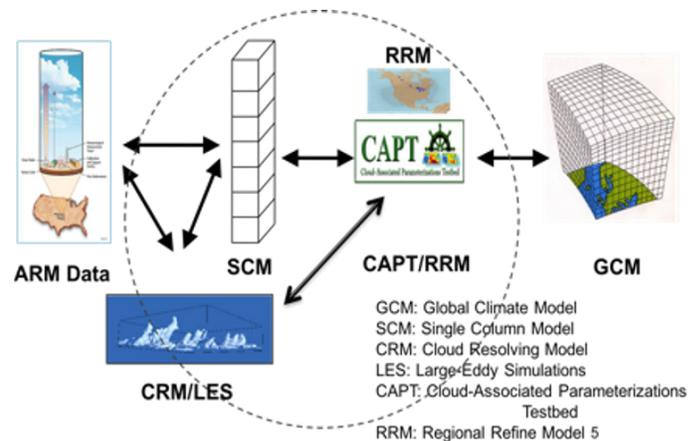 RRM
CAPT
Cloud-Associated Parameterizations Testbed
ARM Data
SCM
CAPT/RRM
GCM
CRM/LES
GCM: Global Climate Model
SCM: Single Column Model
CRM: Cloud Resolving Model
LES: Large-Eddy Simulations
CAPT: Cloud-Associated Parameterizations
Testbed
RRM: Regional Refine Model 5